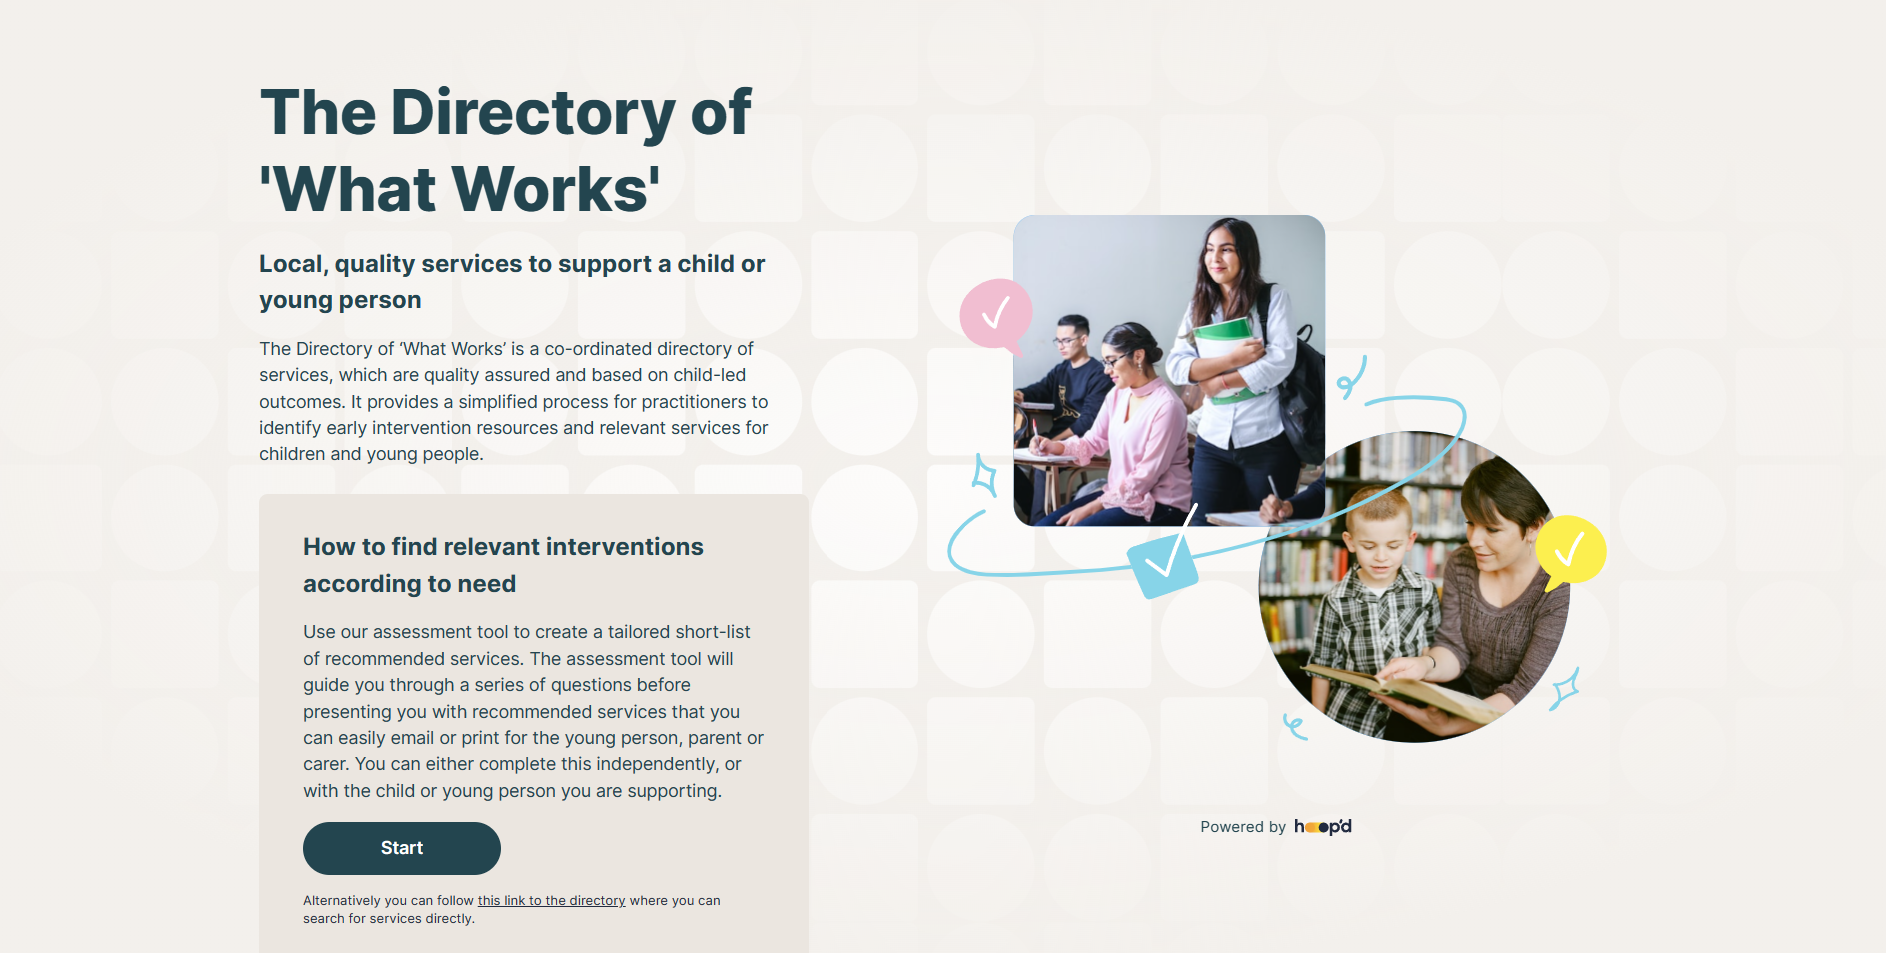 The Directory of
'What Works'
Local, quality services to support a child or
young person
The Directory of ‘What Works’ is a co-ordinated directory of
services, which are quality assured and based on child-led
outcomes. It provides a simplified process for practitioners to
identify early intervention resources and relevant services for
children and young people.
How to find relevant interventions
according to need
Use our assessment tool to create a tailored short-list
of recommended services. The assessment tool will
guide you through a series of questions before
presenting you with recommended services that you
can easily email or print for the young person, parent or
carer. You can either complete this independently, or
with the child or young person you are supporting.
Start
Alternatively you can follow this link to the directory where you can
search for services directly.
Powered by hoop'd